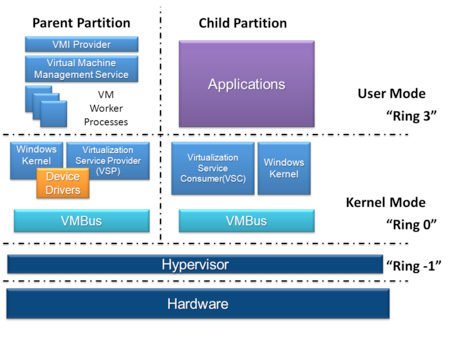 Parent Partition
Child Partition
VMI Provider
Virtual Machine
Management Service
VM
Worker
Processes
Applications
User Mode
“Ring 3”
Windows
Kernel
Virtualization
Service Provider
(VSP)
Device
Drivers
Virtualization
Service
Consumer(VSC)
Windows
Kernel
Kernel Mode
“Ring 0”
VMBus
VMBus
Hypervisor
“Ring -1”
Hardware